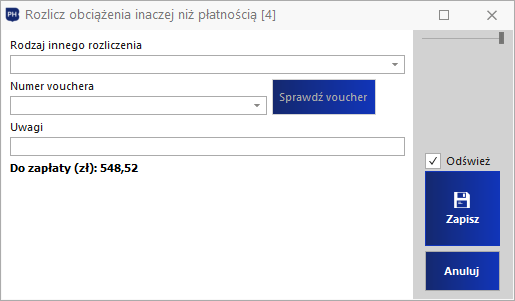 PH
Rozlicz obciążenia inaczej niż płatnością [4]
Rodzaj innego rozliczenia
Numer vouchera
Sprawdź voucher
Uwagi
Do zapłaty (zł): 548,52
Odśwież
Zapisz
Anuluj